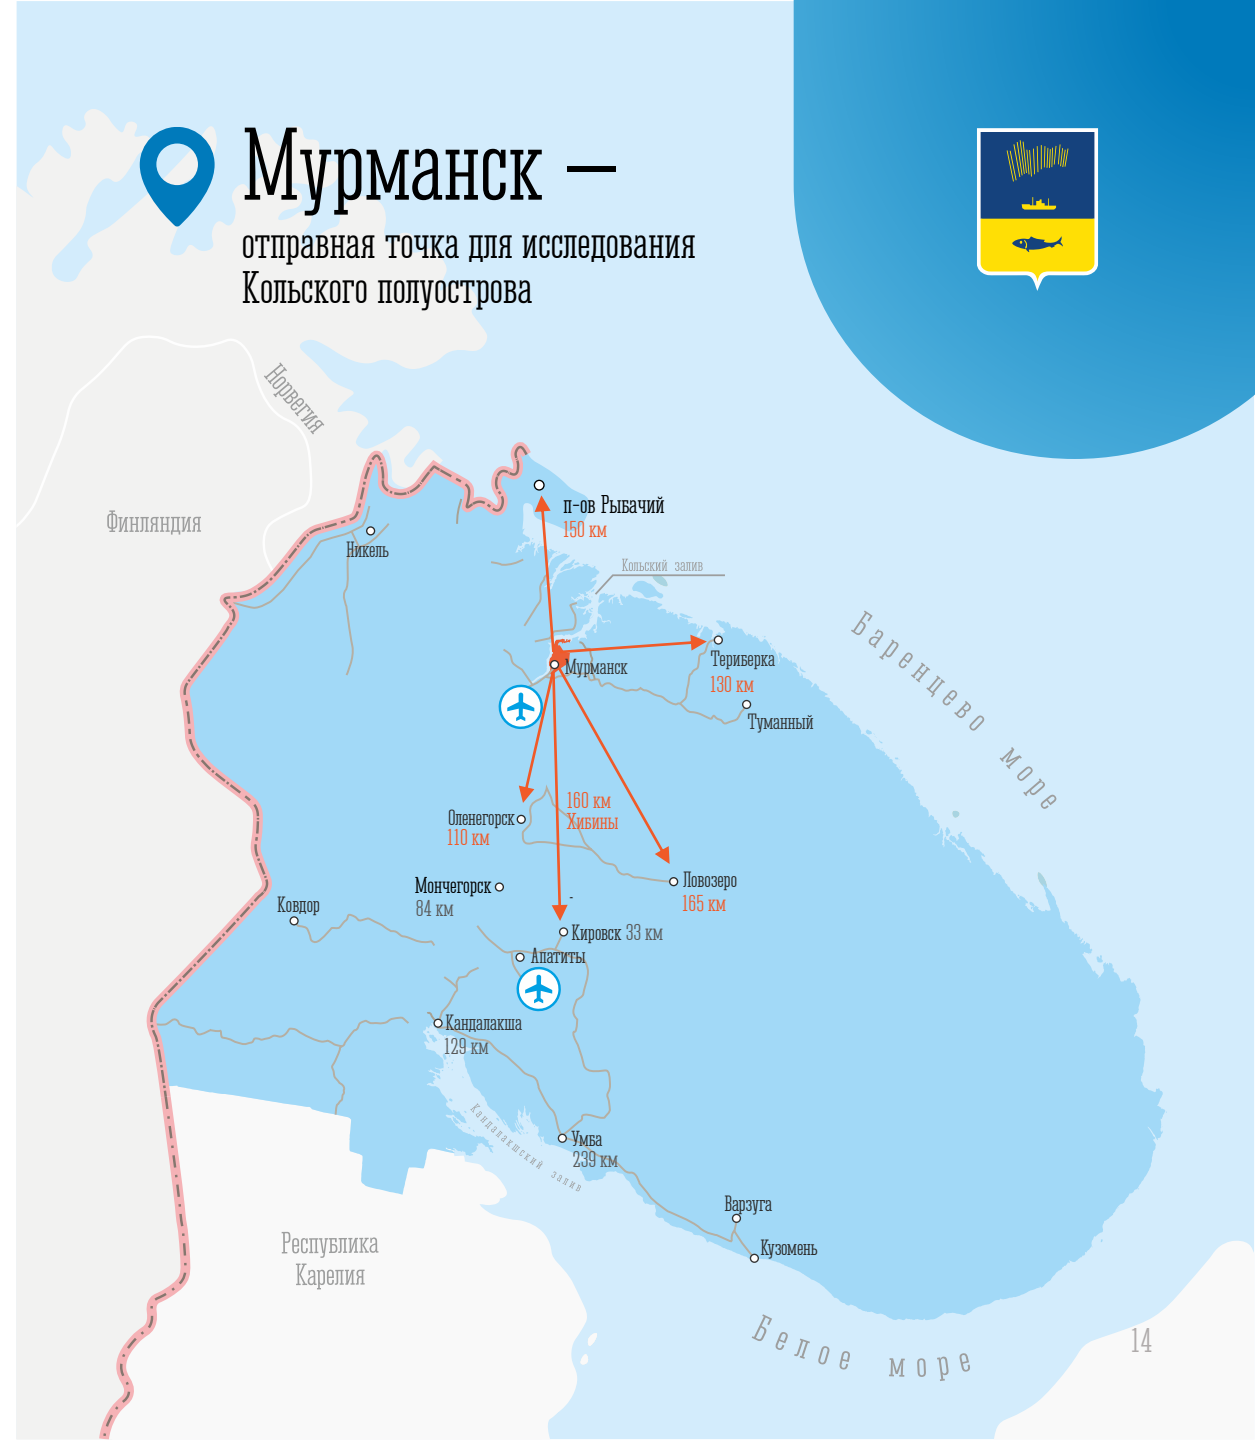 Мурманск –
отправная точка для исследования
Кольского полуострова
Норвегия
Финляндия
п-ов Рыбачий
150 км
Никель
Кольский залив
Баренцево море
Мурманск
Териберка
130 км
Туманный
160 км
Хибины
Оленегорск
110 км
Мончегорск
84 км
Ловозеро
165 км
Ковдор
Кировск 33 км
Апатиты
Кандалакша
129 км
Кандалакшский залив
Умба
239 км
Варзуга
Кузомень
Республика
Карелия
Белое море
14